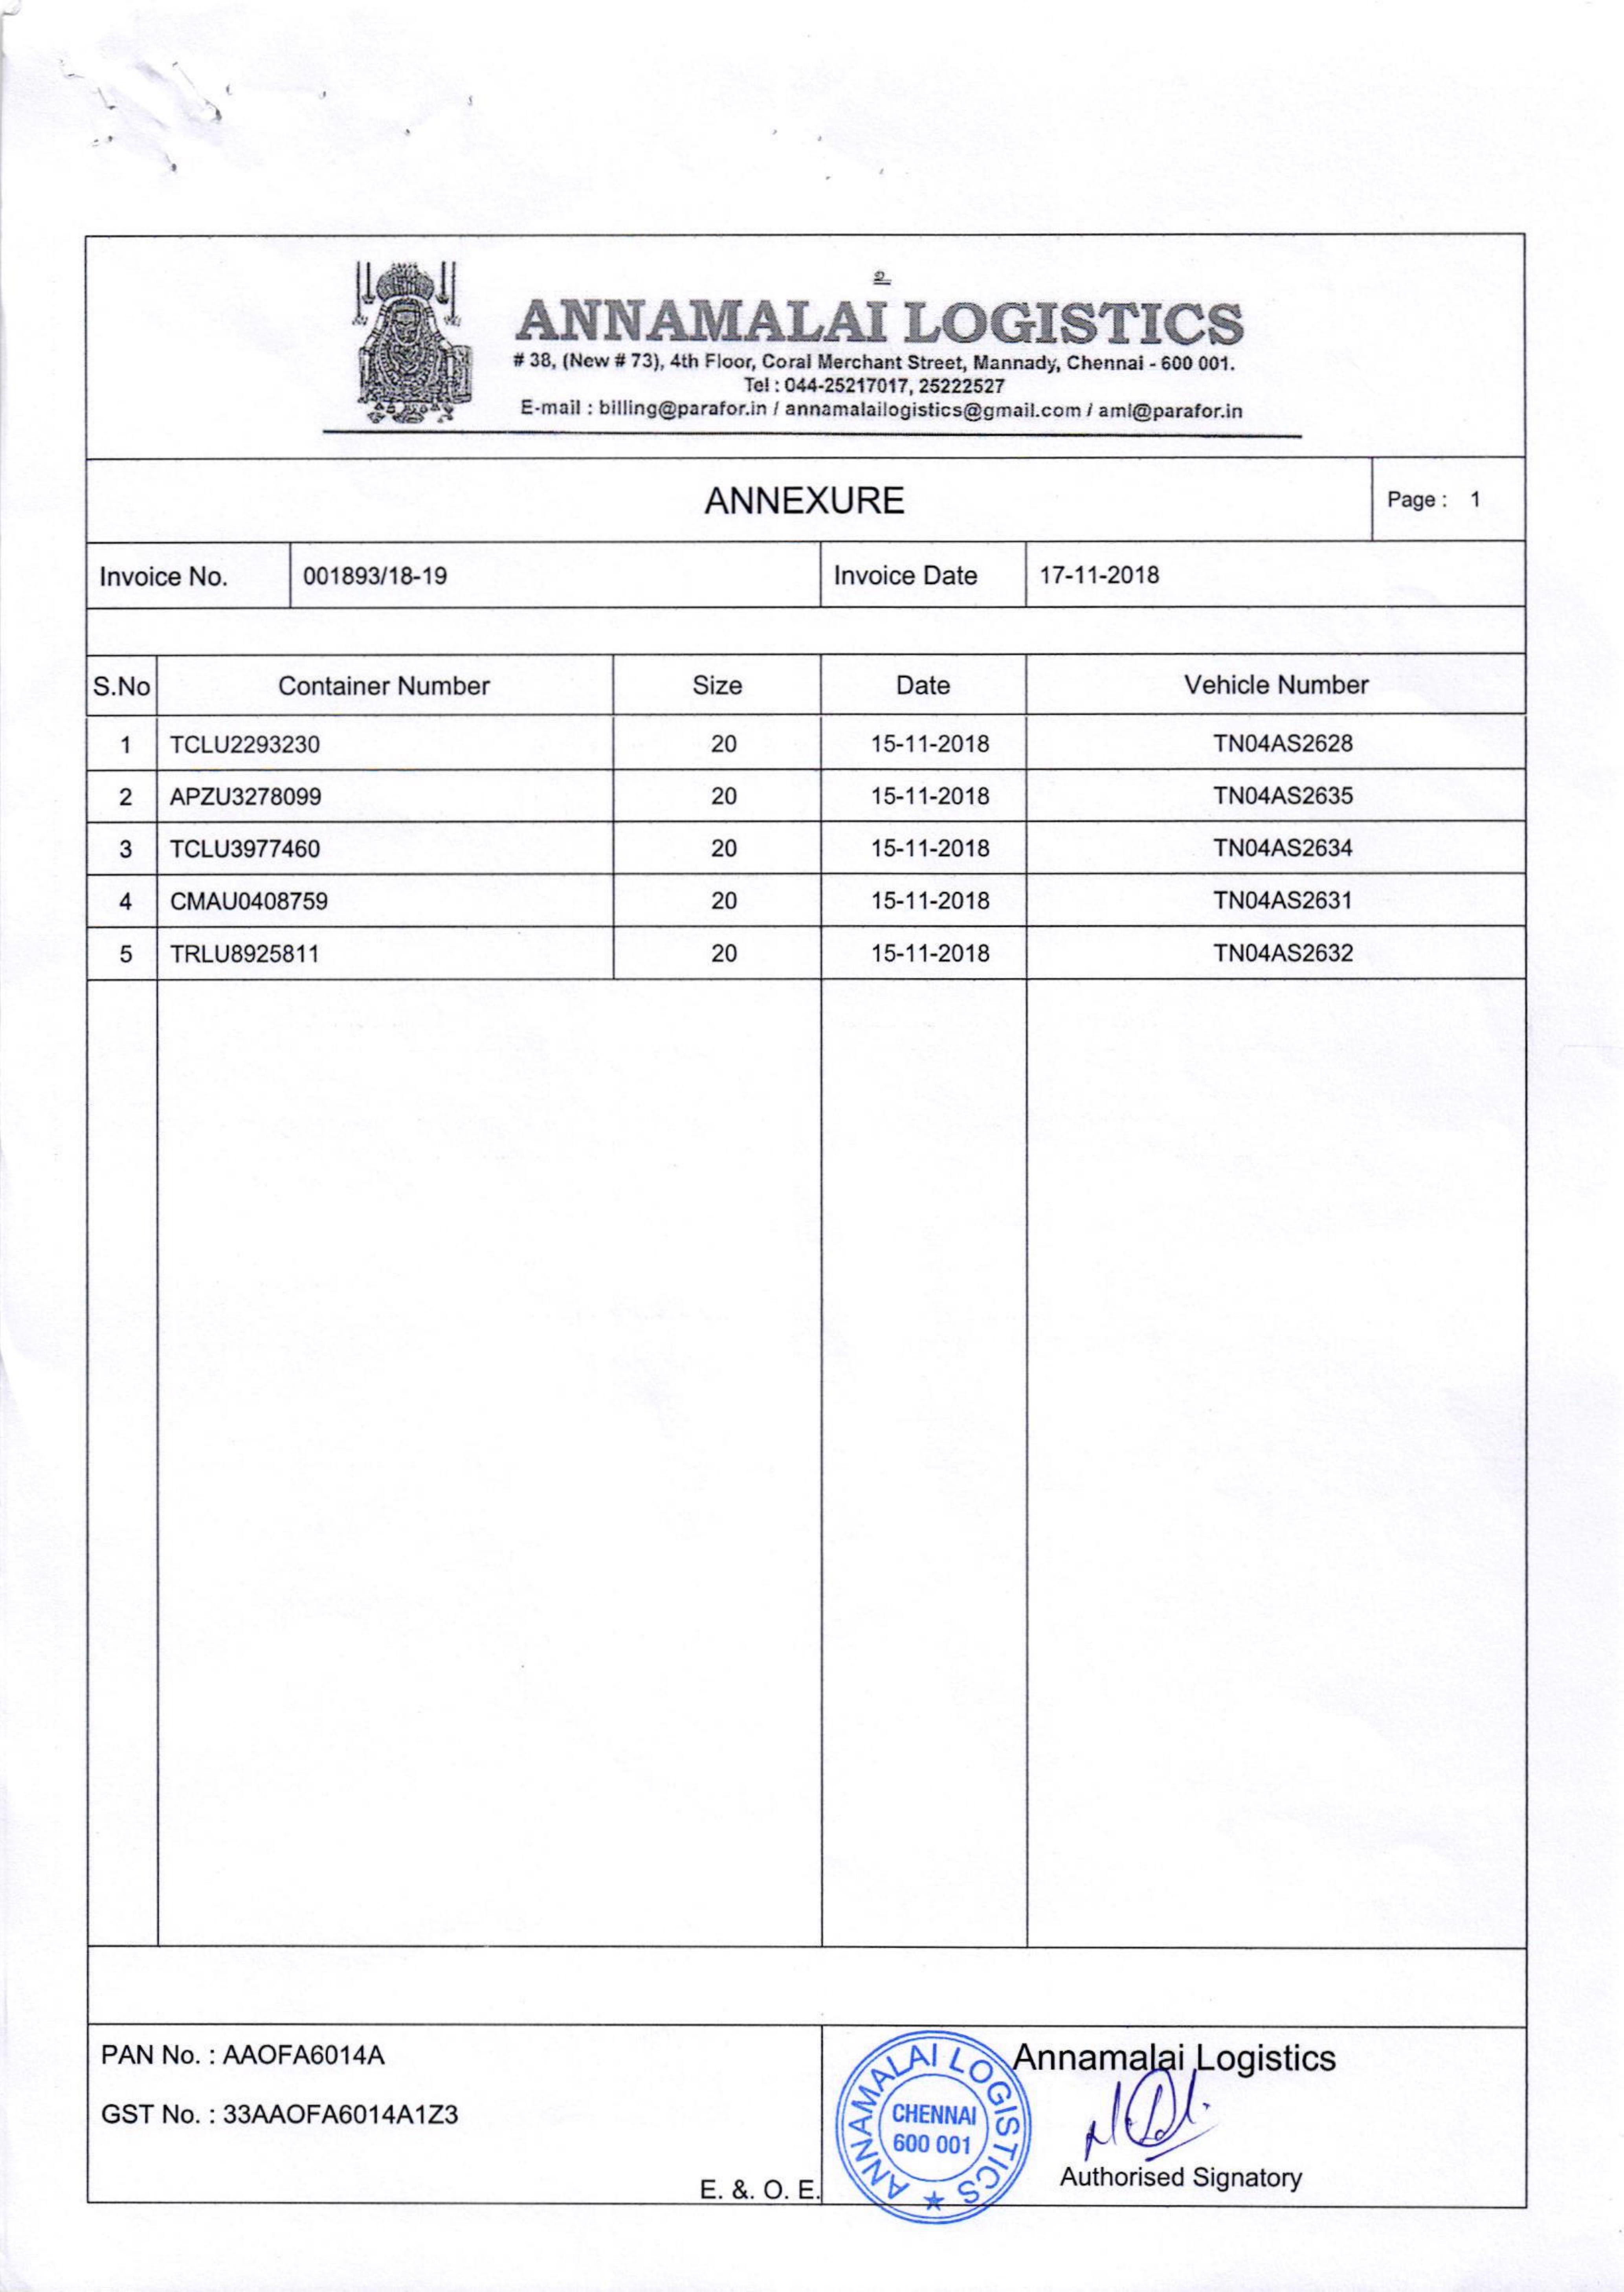 உ
ANNAMALAI LOGISTICS
# 38, (New # 73), 4th Floor, Coral Merchant Street, Mannady, Chennai - 600 001.
Tel : 044-25217017, 25222527
E-mail : billing@parafor.in / annamalailogistics@gmail.com / aml@parafor.in
ANNEXURE
Page : 1
Invoice No. 001893/18-19 Invoice Date 17-11-2018
S.No Container Number Size Date Vehicle Number
1 TCLU2293230 20 15-11-2018 TN04AS2628
2 APZU3278099 20 15-11-2018 TN04AS2635
3 TCLU3977460 20 15-11-2018 TN04AS2634
4 CMAU0408759 20 15-11-2018 TN04AS2631
5 TRLU8925811 20 15-11-2018 TN04AS2632
PAN No. : AAOFA6014A
GST No. : 33AAOFA6014A1Z3
E. &. O. E.
ANNAMALAI LOGISTICS
CHENNAI
600 001
Annamalai Logistics
Authorised Signatory